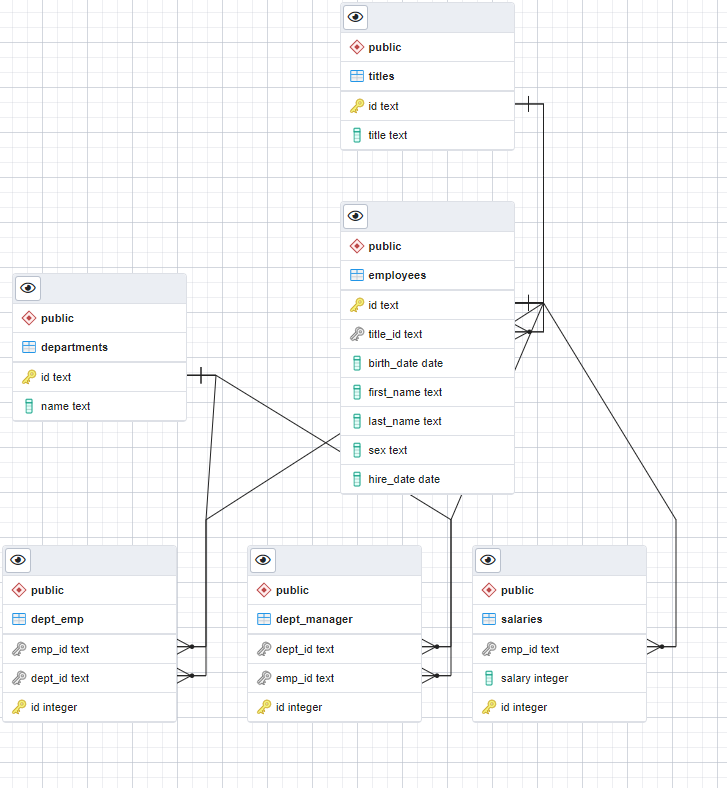 public
titles
id text
title text
public
employees
id text
title_id text
birth_date date
first_name text
last_name text
sex text
hire_date date
public
departments
id text
name text
public
dept_emp
emp_id text
dept_id text
id integer
public
dept_manager
dept_id text
emp_id text
id integer
public
salaries
emp_id text
salary integer
id integer